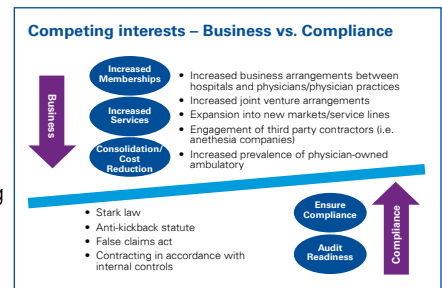 Competing interests – Business vs. Compliance
Business
Increased
Memberships
Increased
Services
Consolidation/
Cost
Reduction
• Increased business arrangements between
hospitals and physicians/physician practices
• Increased joint venture arrangements
• Expansion into new markets/service lines
• Engagement of third party contractors (i.e.
anethesia companies)
• Increased prevalence of physician-owned
ambulatory
g
• Stark law
• Anti-kickback statute
• False claims act
• Contracting in accordance with
internal controls
Ensure
Compliance
Audit
Readiness
Compliance